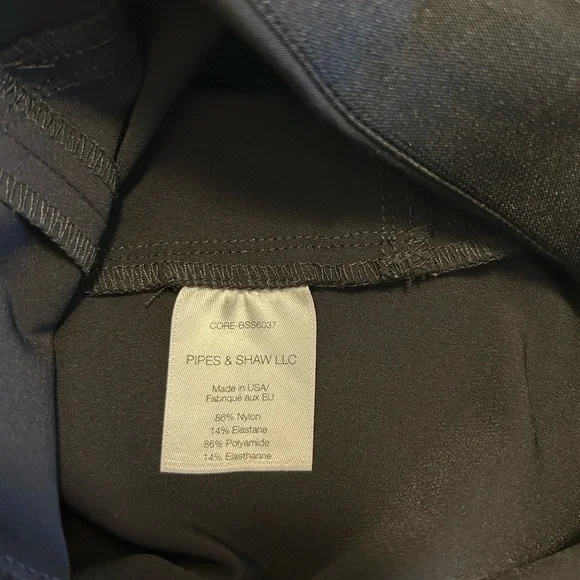 CORE-BSS6037
PIPES & SHAW LLC
Made in USA/
Fabriqué aux EU
86% Nylon
14% Elastane
86% Polyamide
14% Elasthanne